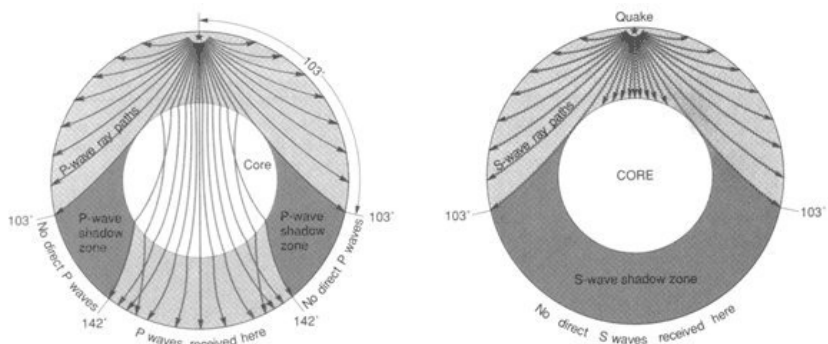 103°
P-wave ray paths
Core
103°
103°
P-wave shadow zone
P-wave shadow zone
No direct P waves
No direct P waves
142°
142°
P waves received here
Quake
S-wave ray paths
CORE
103°
103°
S-wave shadow zone
No direct S waves received here